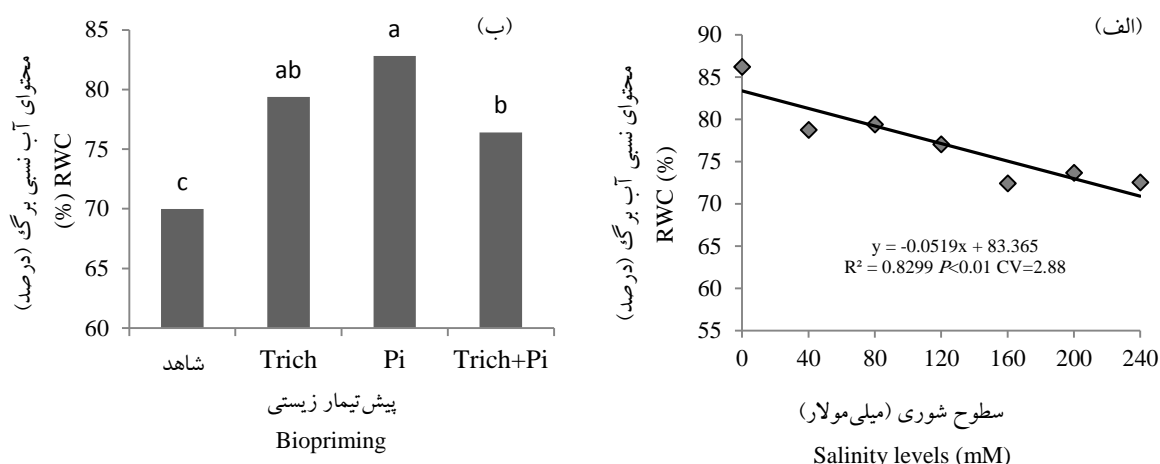 (الف)
90
85
80
75
70
65
60
55
0 40 80 120 160 200 240
محتوای نسبی آب برگ (درصد)
RWC (%)
y = -0.0519x + 83.365
R² = 0.8299 P<0.01 CV=2.88
سطوح شوری (میلی‌مولار)
Salinity levels (mM)
(ب)
85
80
75
70
65
60
c
ab
a
b
محتوای آب نسبی برگ (درصد)
(%) RWC
شاهد Trich Pi Trich+Pi
پیش‌تیمار زیستی
Biopriming